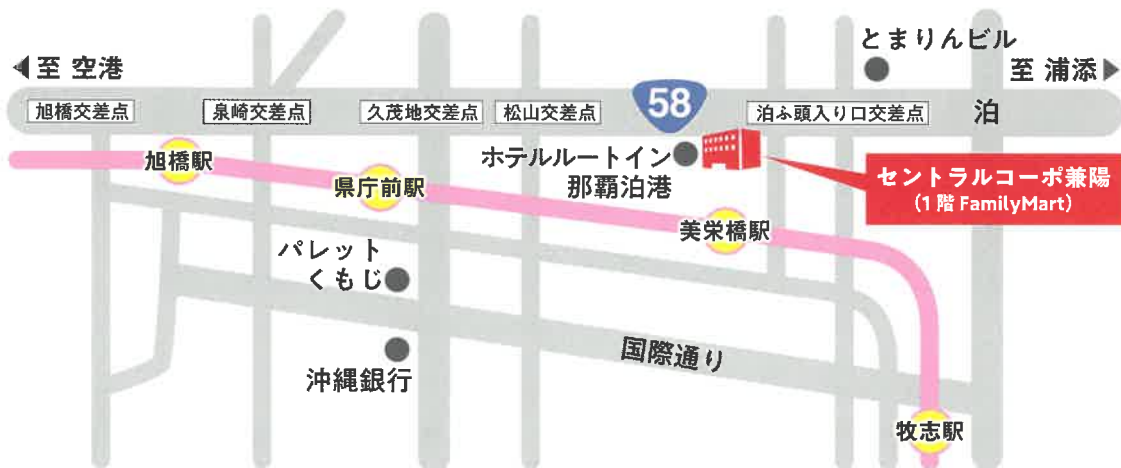 とまりんビル
◀至 空港
至 浦添▶
旭橋交差点
泉崎交差点
久茂地交差点
松山交差点
58
泊ふ頭入り口交差点
泊
旭橋駅
県庁前駅
ホテルルートイン
那覇泊港
セントラルコーポ兼陽
(1階 FamilyMart)
美栄橋駅
パレット
くもじ
国際通り
沖縄銀行
牧志駅